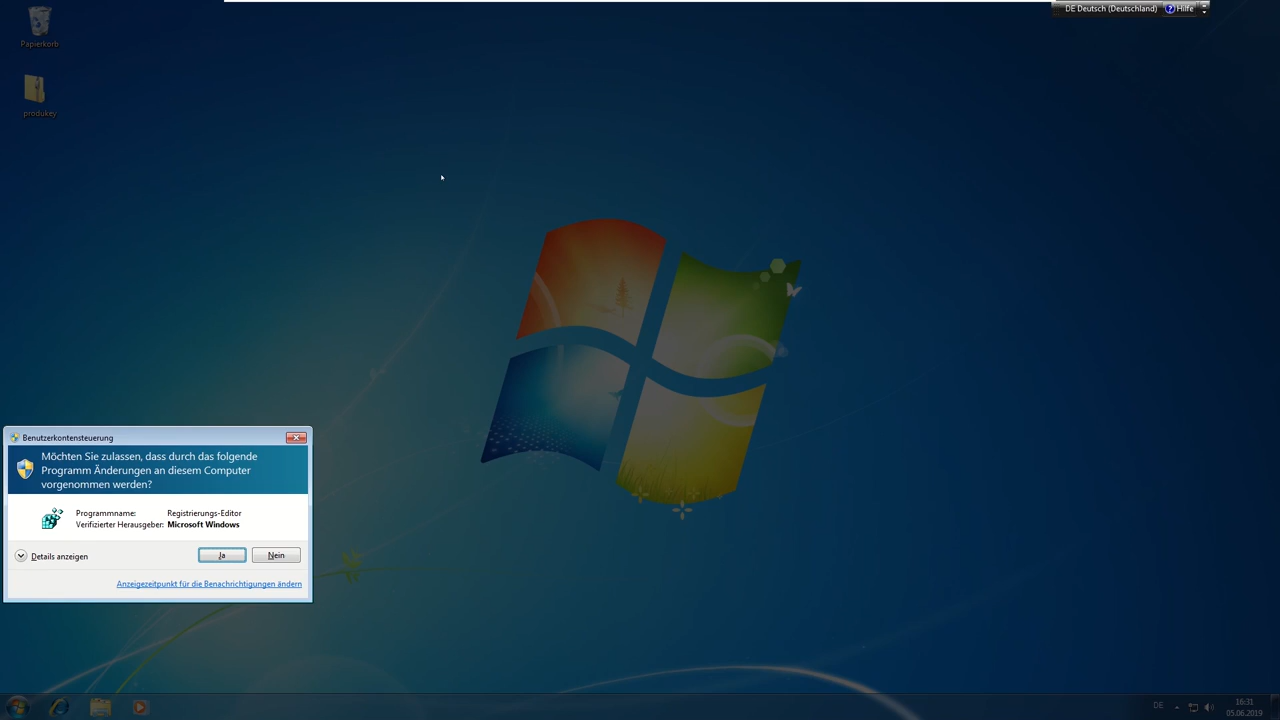 DE Deutsch (Deutschland) Hilfe
Papierkorb
produkey
Benutzerkontensteuerung
Möchten Sie zulassen, dass durch das folgende
Programm Änderungen an diesem Computer
vorgenommen werden?
Programmname: Registrierungs-Editor
Verifizierter Herausgeber: Microsoft Windows
Details anzeigen
Ja
Nein
Anzeigezeitpunkt für die Benachrichtigungen ändern
DE
16:31
05.06.2019